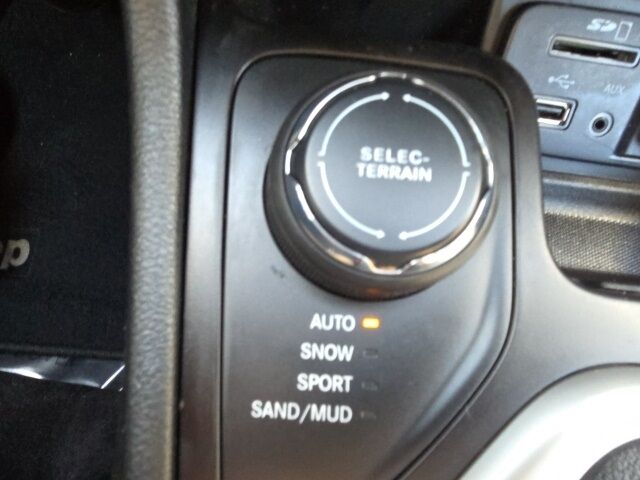 SD
AUX
SELEC-
TERRAIN
AUTO
SNOW
SPORT
SAND/MUD